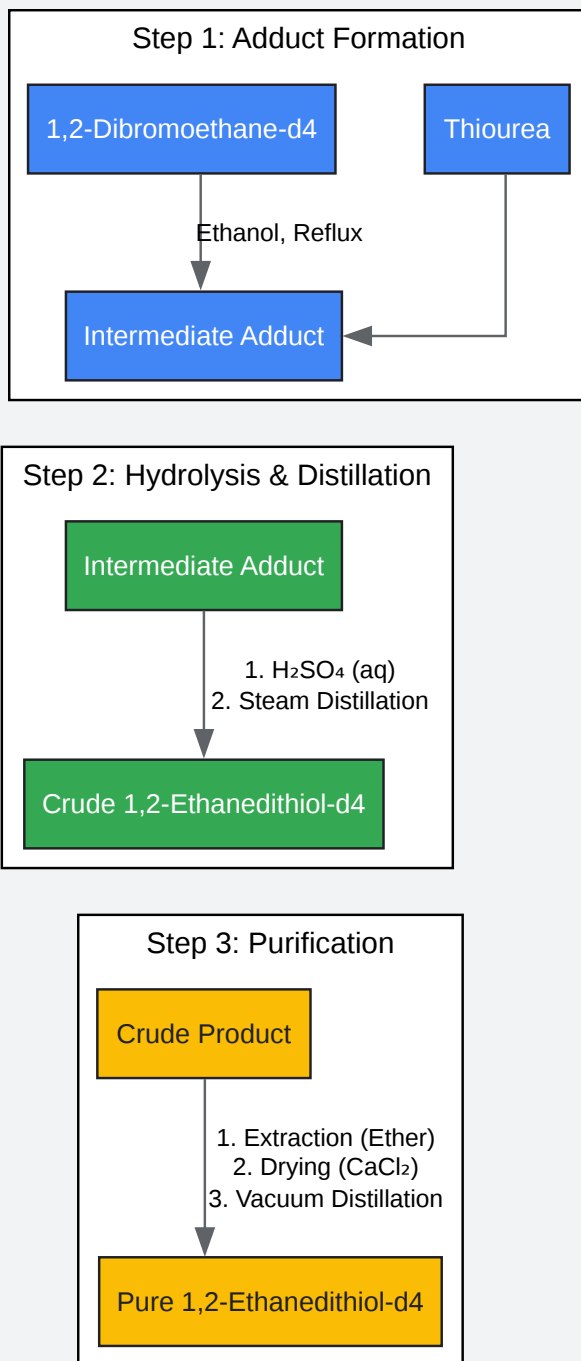 Step 1: Adduct Formation
1,2-Dibromoethane-d4
Thiourea
Ethanol, Reflux
Intermediate Adduct
Step 2: Hydrolysis & Distillation
Intermediate Adduct
1. H₂SO₄ (aq)
2. Steam Distillation
Crude 1,2-Ethanedithiol-d4
Step 3: Purification
Crude Product
1. Extraction (Ether)
2. Drying (CaCl₂)
3. Vacuum Distillation
Pure 1,2-Ethanedithiol-d4